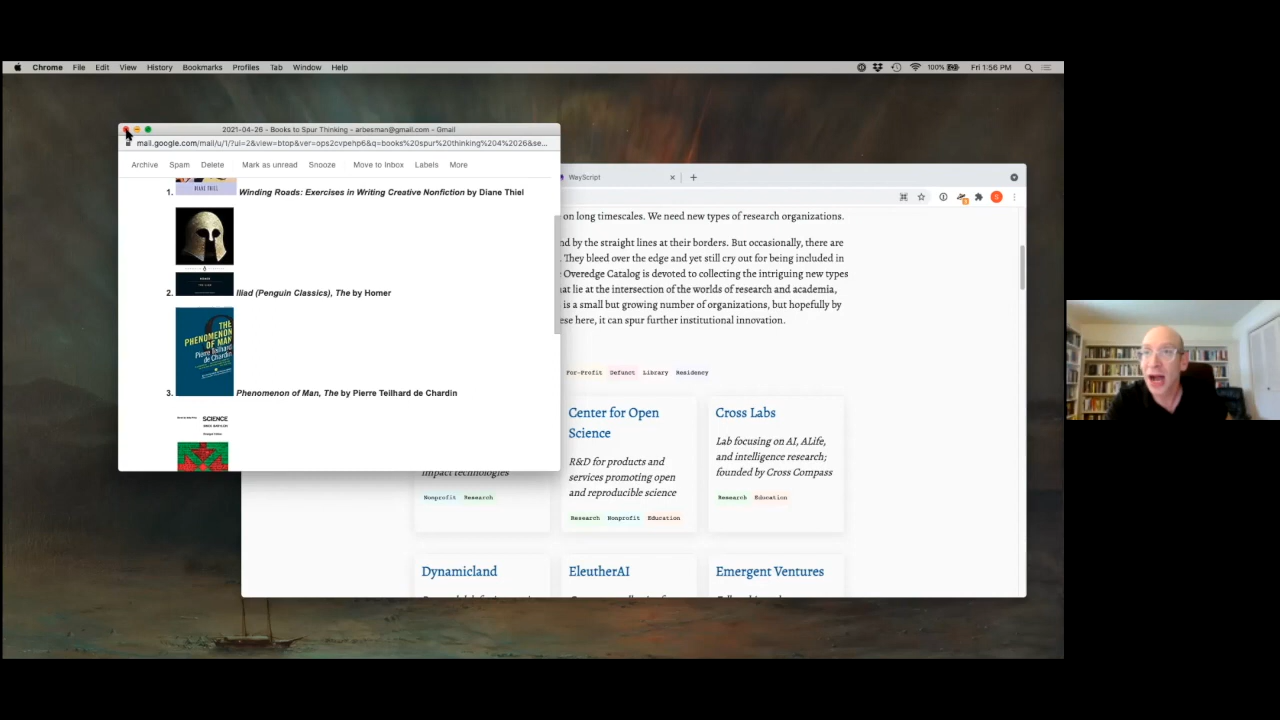 Chrome File Edit View History Bookmarks Profiles Tab Window Help
100% Fri 1:56 PM
2021-04-26 - Books to Spur Thinking - arbesman@gmail.com - Gmail
mail.google.com/mail/u/1/?ui=2&view=btop&ver=ops2cvpehp6&q=books%20spur%20thinking%204%2026&se...
Archive Spam Delete Mark as unread Snooze Move to Inbox Labels More
DIANE THIEL
1. Winding Roads: Exercises in Writing Creative Nonfiction by Diane Thiel
HOMER
THE ILIAD
2. Iliad (Penguin Classics), The by Homer
THE
PHENOMENON
OF MAN
Pierre Teilhard
de Chardin
3. Phenomenon of Man, The by Pierre Teilhard de Chardin
SCIENCE
WayScript
on long timescales. We need new types of research organizations.
nd by the straight lines at their borders. But occasionally, there are
They bleed over the edge and yet still cry out for being included in
Overedge Catalog is devoted to collecting the intriguing new types
hat lie at the intersection of the worlds of research and academia,
is a small but growing number of organizations, but hopefully by
ese here, it can spur further institutional innovation.
For-Profit Defunct Library Residency
impact technologies
Nonprofit Research
Center for Open
Science
R&D for products and
services promoting open
and reproducible science
Research Nonprofit Education
Cross Labs
Lab focusing on AI, ALife,
and intelligence research;
founded by Cross Compass
Research Education
Dynamicland
EleutherAI
Emergent Ventures